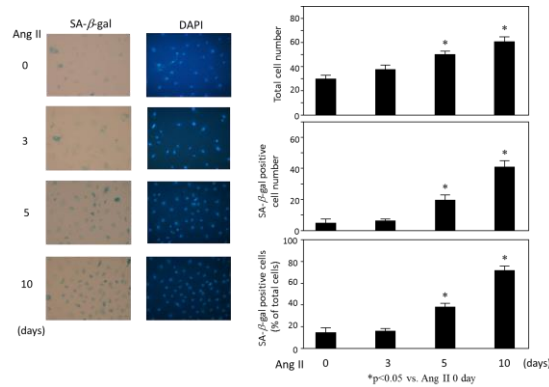 SA-β-gal DAPI
Ang II
0
3
5
10
(days)
Total cell number
80
60
40
20
0
* *
SA-β-gal positive
cell number
60
40
20
0
* *
SA-β-gal positive cells
(% of total cells)
100
80
60
40
20
0
* *
Ang II 0 3 5 10 (days)
*p<0.05 vs. Ang II 0 day